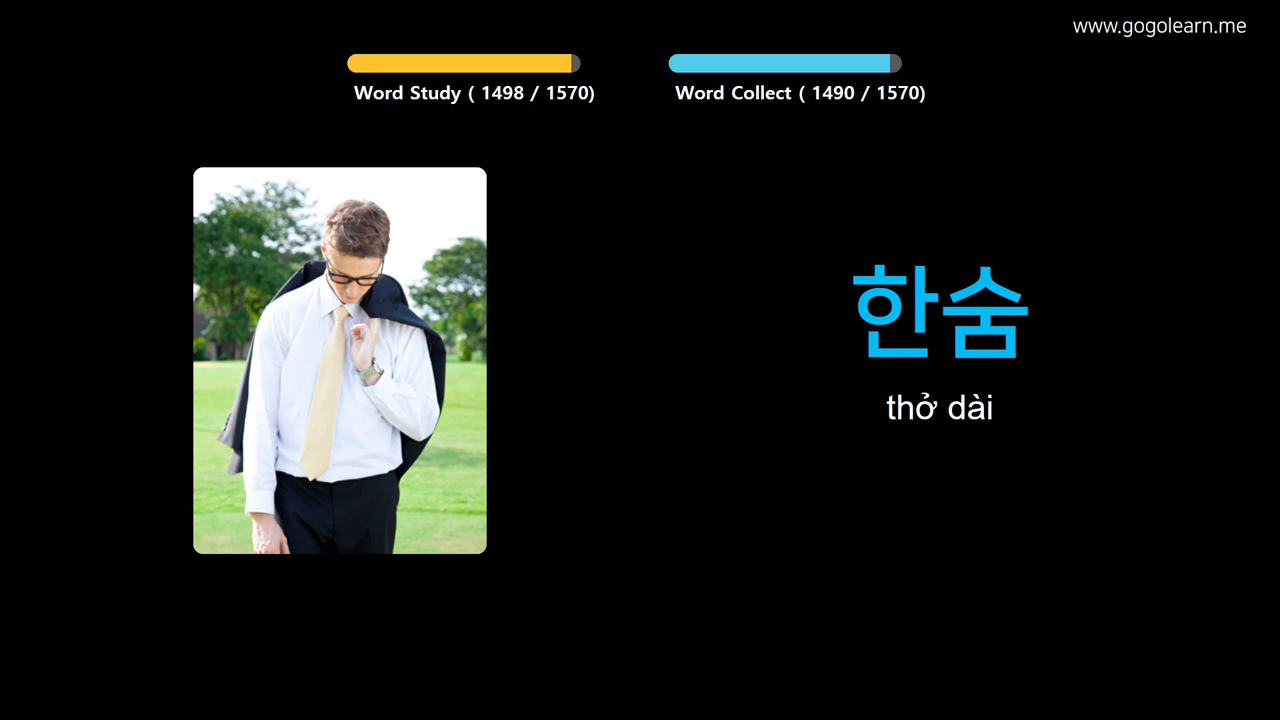 www.gogolearn.me
Word Study ( 1498 / 1570)
Word Collect ( 1490 / 1570)
한숨
thở dài